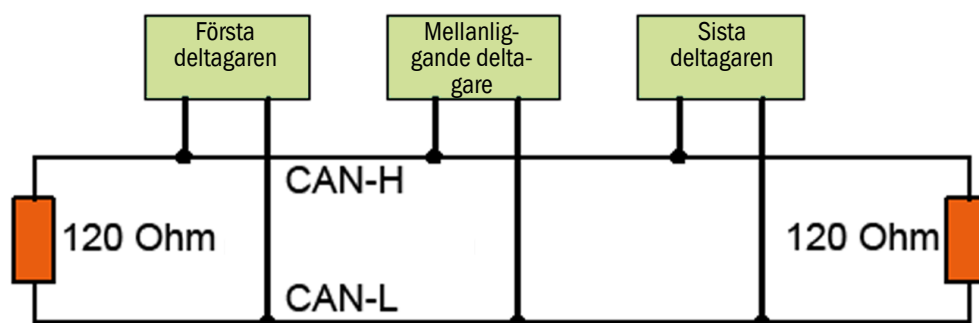 Första
deltagaren
Mellanlig-
gande delta-
gare
Sista
deltagaren
CAN-H
120 Ohm
120 Ohm
CAN-L